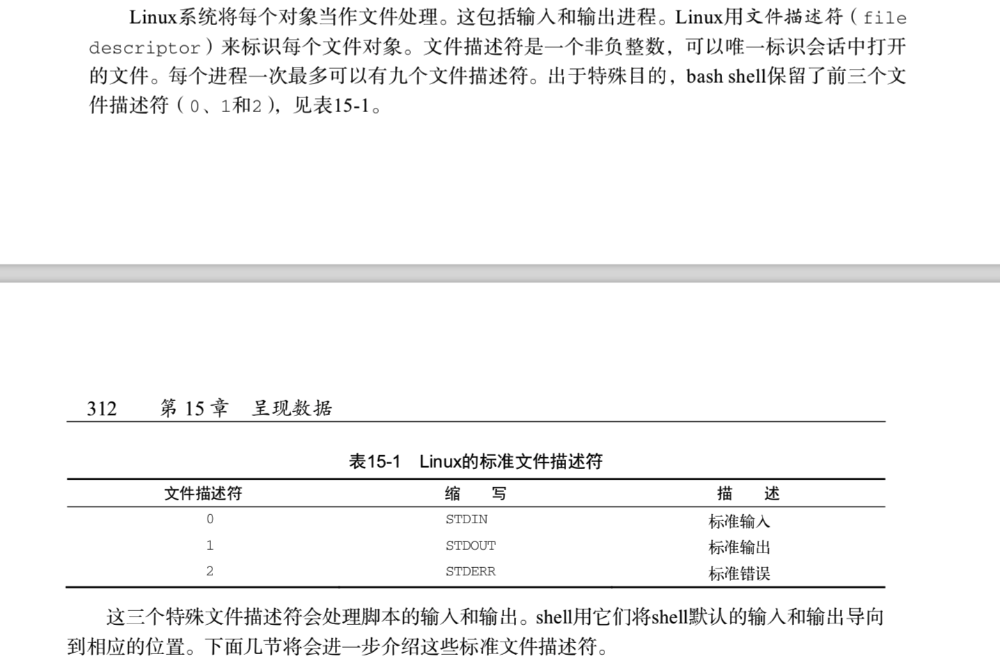 Linux系统将每个对象当作文件处理。这包括输入和输出进程。Linux用文件描述符（file
descriptor）来标识每个文件对象。文件描述符是一个非负整数，可以唯一标识会话中打开
的文件。每个进程一次最多可以有九个文件描述符。出于特殊目的，bash shell保留了前三个文
件描述符（0、1和2），见表15-1。
312 第 15 章 呈现数据
表15-1 Linux的标准文件描述符
文件描述符 缩 写 描 述
0 STDIN 标准输入
1 STDOUT 标准输出
2 STDERR 标准错误
这三个特殊文件描述符会处理脚本的输入和输出。shell用它们将shell默认的输入和输出导向
到相应的位置。下面几节将会进一步介绍这些标准文件描述符。